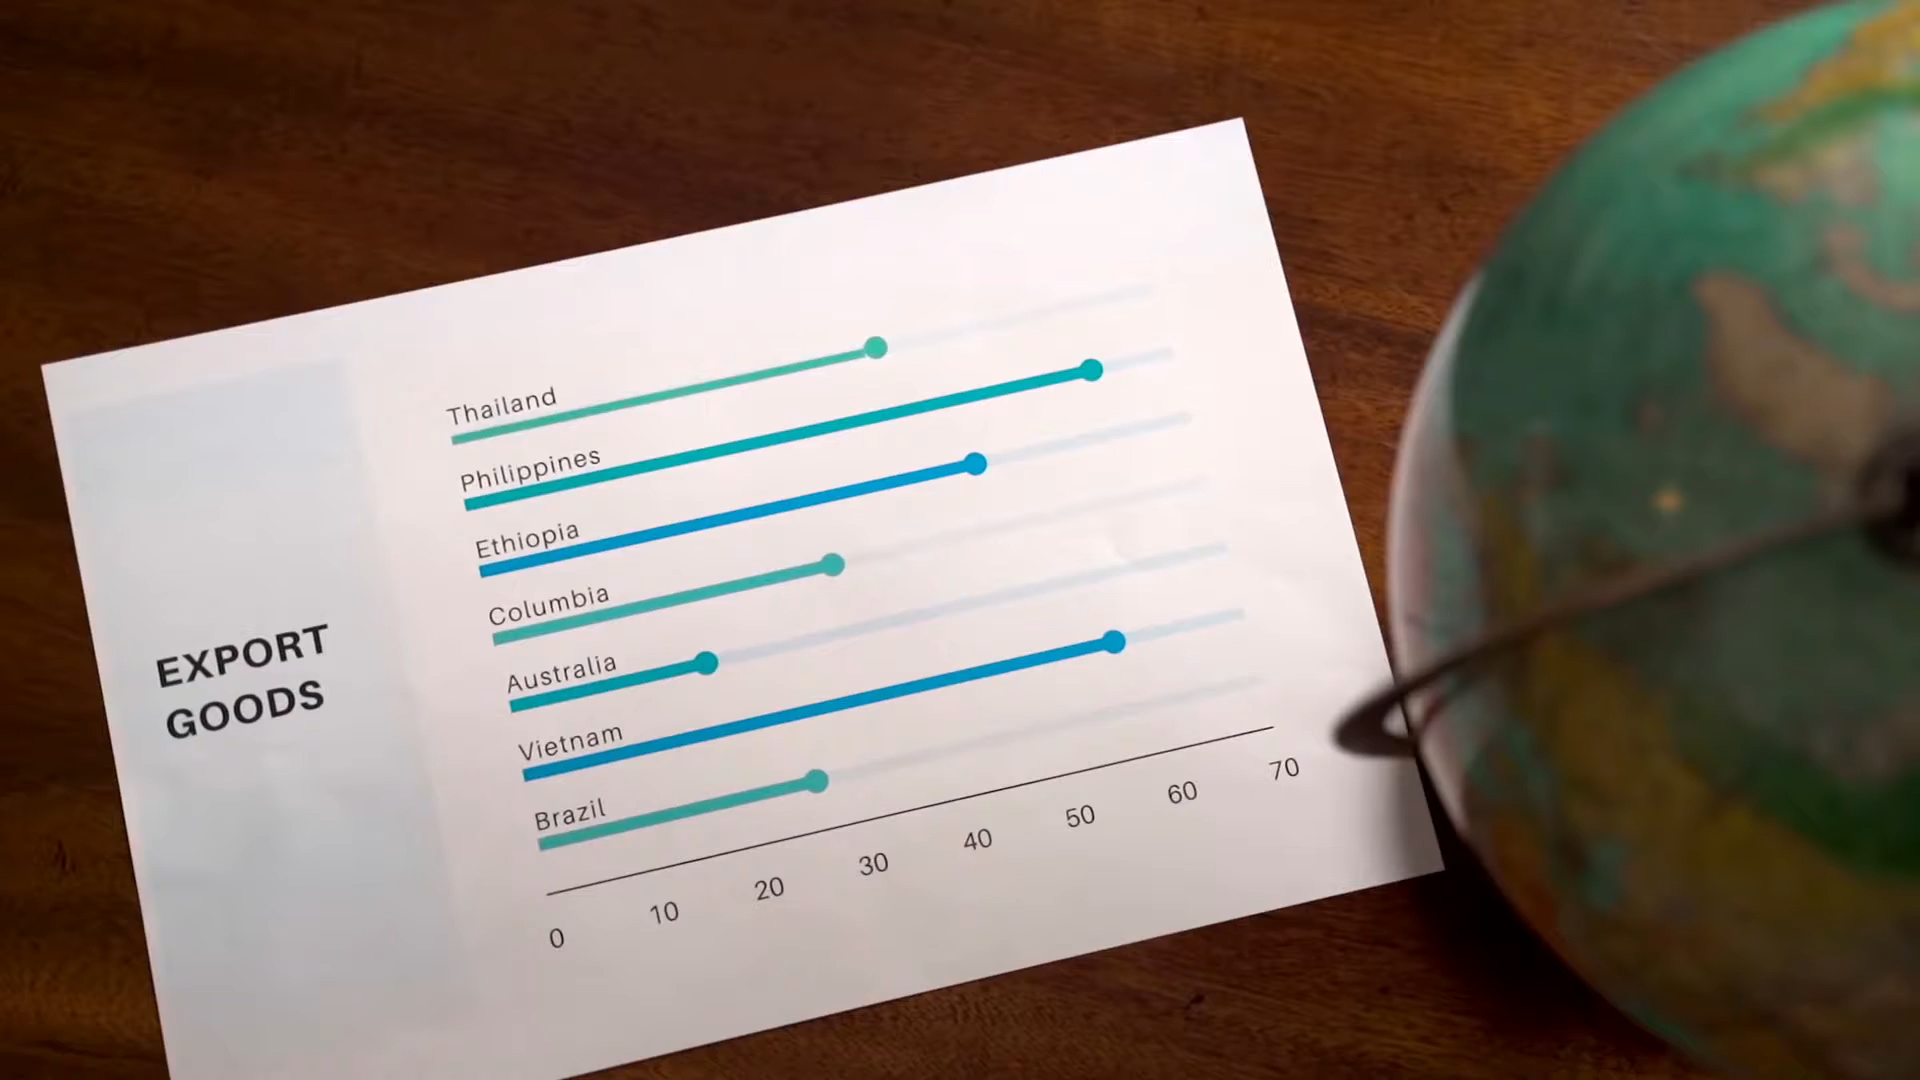 EXPORT
GOODS
Thailand
Philippines
Ethiopia
Columbia
Australia
Vietnam
Brazil
0 10 20 30 40 50 60 70